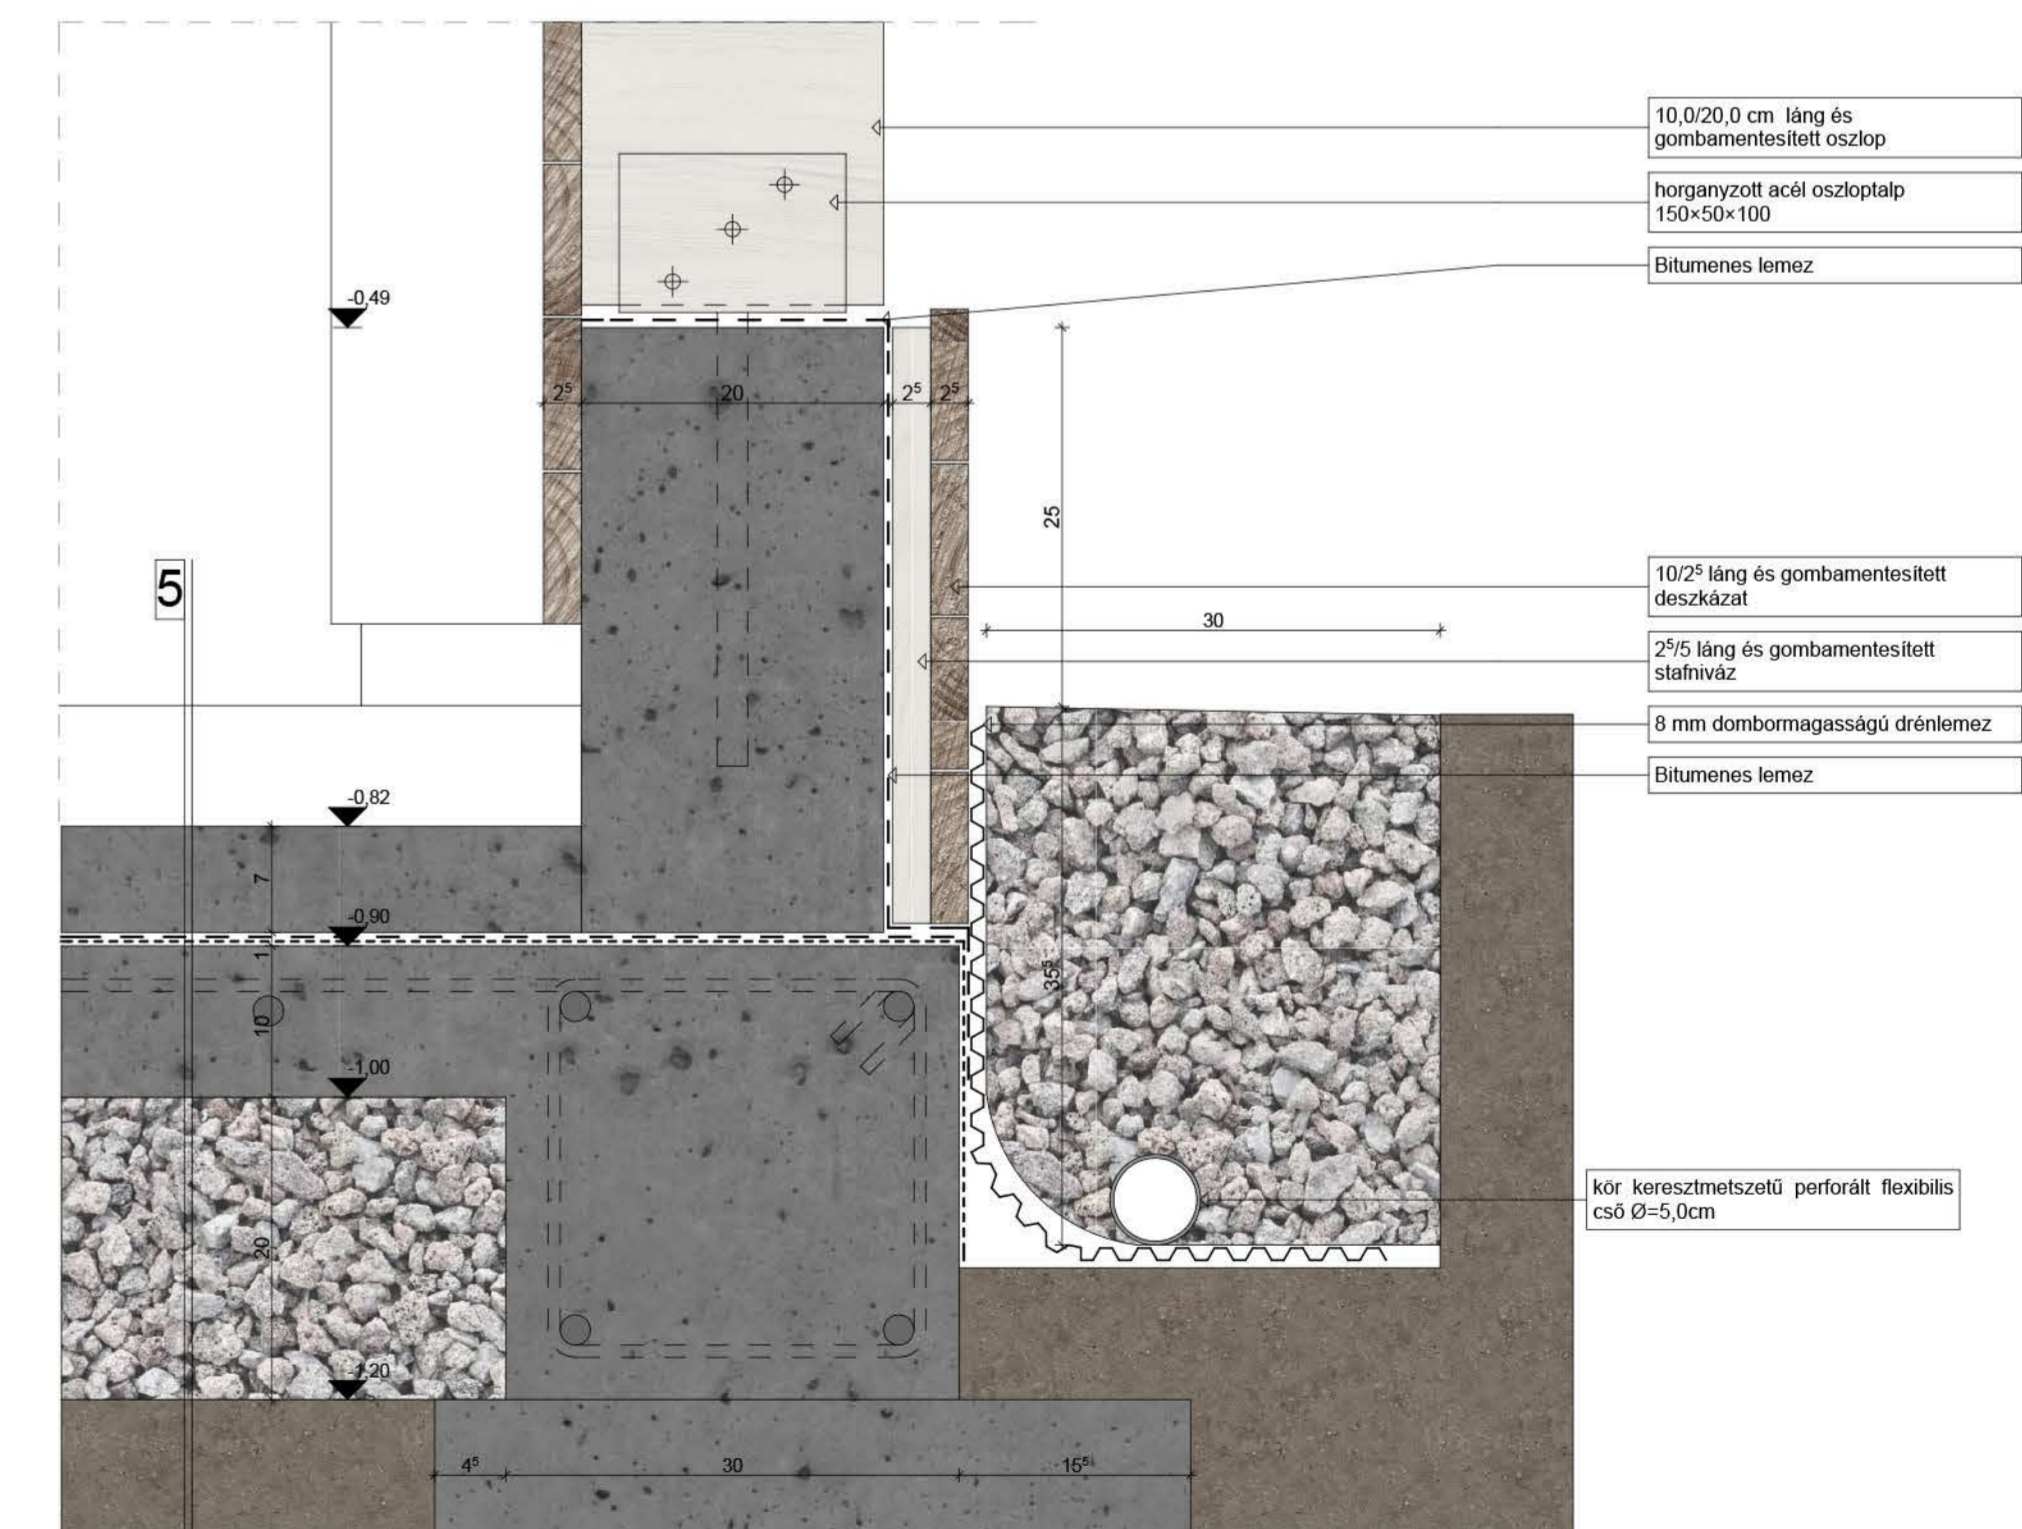 10,0/20,0 cm láng és
gombamentesített oszlop
horganyzott acél oszloptalp
150×50×100
Bitumenes lemez
-0,49
2⁵ 20 2⁵ 2⁵
25
5
10/2⁵ láng és gombamentesített
deszkázat
30
2⁵/5 láng és gombamentesített
stafniváz
8 mm dombormagasságú drénlemez
Bitumenes lemez
-0,82
7
-0,90
1
35⁵
10
-1,00
kör keresztmetszetű perforált flexibilis
cső Ø=5,0cm
20
-1,20
4⁵ 30 15⁵